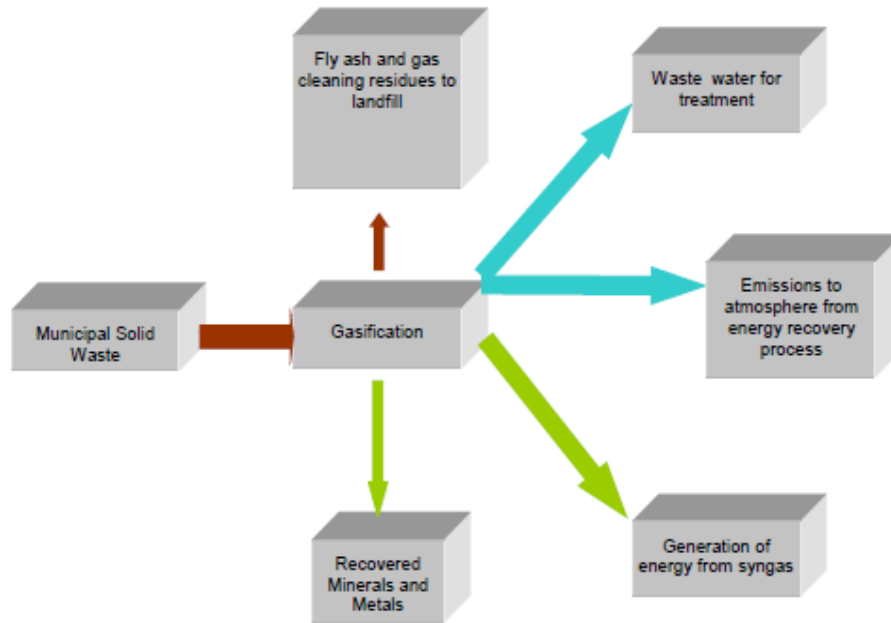 Fly ash and gas
cleaning residues to
landfill
Waste water for
treatment
Municipal Solid
Waste
Gasification
Emissions to
atmosphere from
energy recovery
process
Recovered
Minerals and
Metals
Generation of
energy from syngas